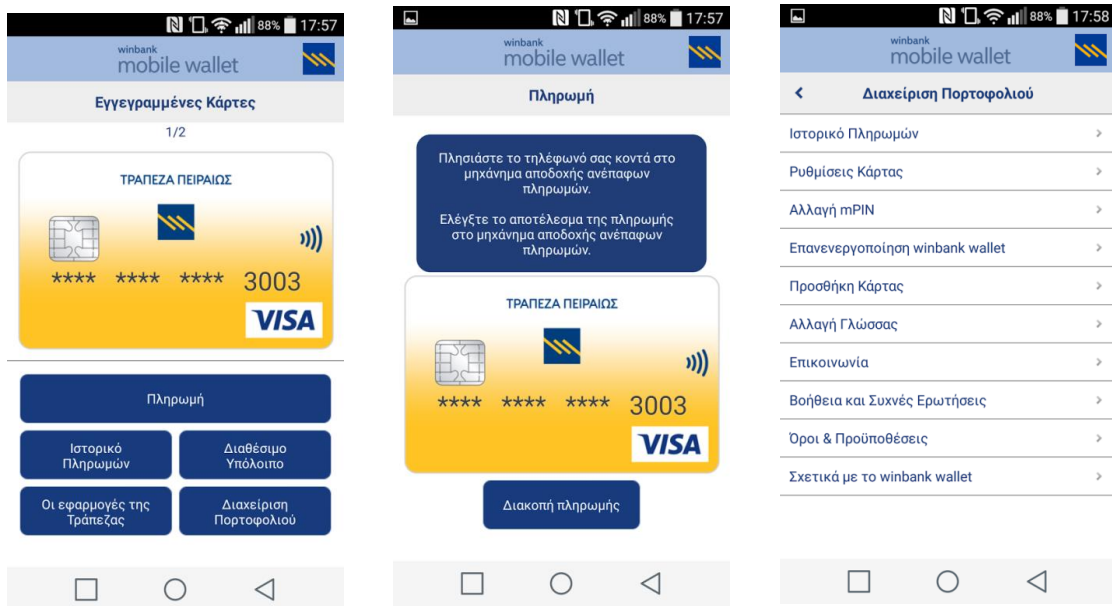 88% 17:57
winbank
mobile wallet
Εγγεγραμμένες Κάρτες
1/2
ΤΡΑΠΕΖΑ ΠΕΙΡΑΙΩΣ
**** **** **** 3003
VISA
Πληρωμή
Ιστορικό
Πληρωμών
Διαθέσιμο
Υπόλοιπο
Οι εφαρμογές της
Τράπεζας
Διαχείριση
Πορτοφολιού
88% 17:57
winbank
mobile wallet
Πληρωμή
Πλησιάστε το τηλέφωνό σας κοντά στο
μηχάνημα αποδοχής ανέπαφων
πληρωμών.
Ελέγξτε το αποτέλεσμα της πληρωμής
στο μηχάνημα αποδοχής ανέπαφων
πληρωμών.
ΤΡΑΠΕΖΑ ΠΕΙΡΑΙΩΣ
**** **** **** 3003
VISA
Διακοπή πληρωμής
88% 17:58
winbank
mobile wallet
Διαχείριση Πορτοφολιού
Ιστορικό Πληρωμών
Ρυθμίσεις Κάρτας
Αλλαγή mPIN
Επανενεργοποίηση winbank wallet
Προσθήκη Κάρτας
Αλλαγή Γλώσσας
Επικοινωνία
Βοήθεια και Συχνές Ερωτήσεις
Όροι & Προϋποθέσεις
Σχετικά με το winbank wallet